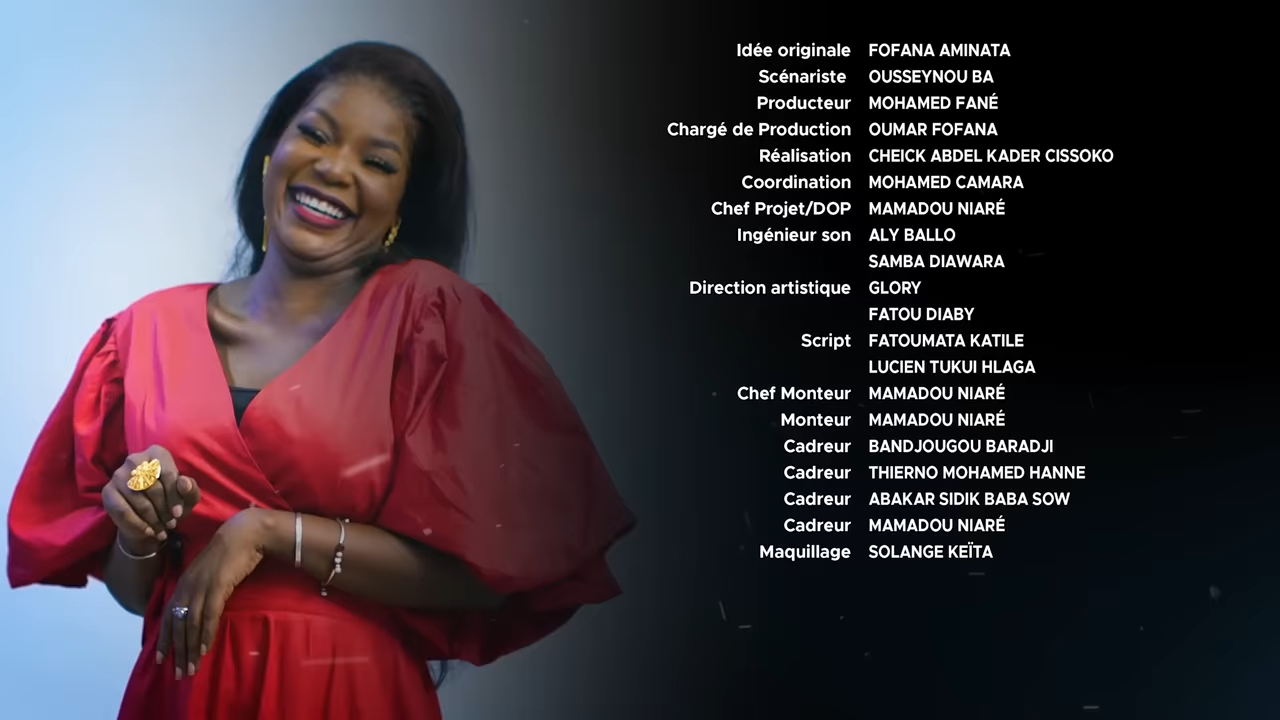 Idée originale FOFANA AMINATA
Scénariste OUSSEYNOU BA
Producteur MOHAMED FANÉ
Chargé de Production OUMAR FOFANA
Réalisation CHEICK ABDEL KADER CISSOKO
Coordination MOHAMED CAMARA
Chef Projet/DOP MAMADOU NIARÉ
Ingénieur son ALY BALLO
SAMBA DIAWARA
Direction artistique GLORY
FATOU DIABY
Script FATOUMATA KATILE
LUCIEN TUKUI HLAGA
Chef Monteur MAMADOU NIARÉ
Monteur MAMADOU NIARÉ
Cadreur BANDJOUGOU BARADJI
Cadreur THIERNO MOHAMED HANNE
Cadreur ABAKAR SIDIK BABA SOW
Cadreur MAMADOU NIARÉ
Maquillage SOLANGE KEÏTA